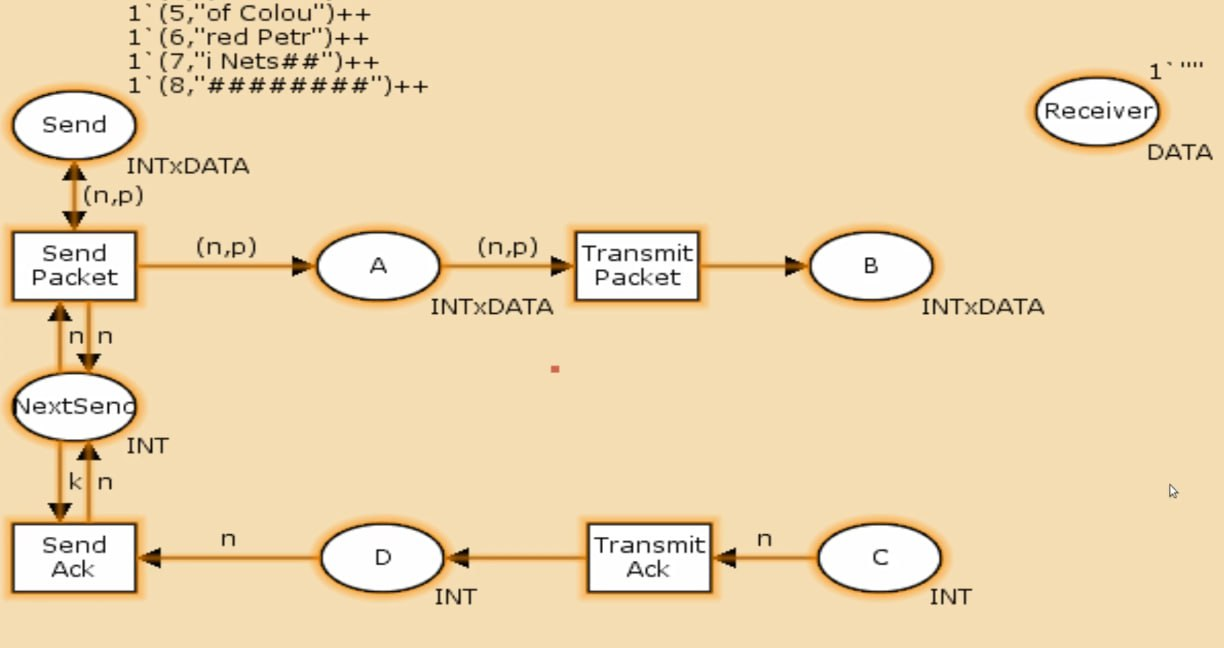 1`(5,"of Colou")++
1`(6,"red Petr")++
1`(7,"i Nets##")++
1`(8,"########")++
1`""
Receiver
DATA
Send
INTxDATA
(n,p)
Send
Packet
(n,p)
A
INTxDATA
(n,p)
Transmit
Packet
B
INTxDATA
n n
NextSend
INT
k n
Send
Ack
n
D
INT
Transmit
Ack
n
C
INT